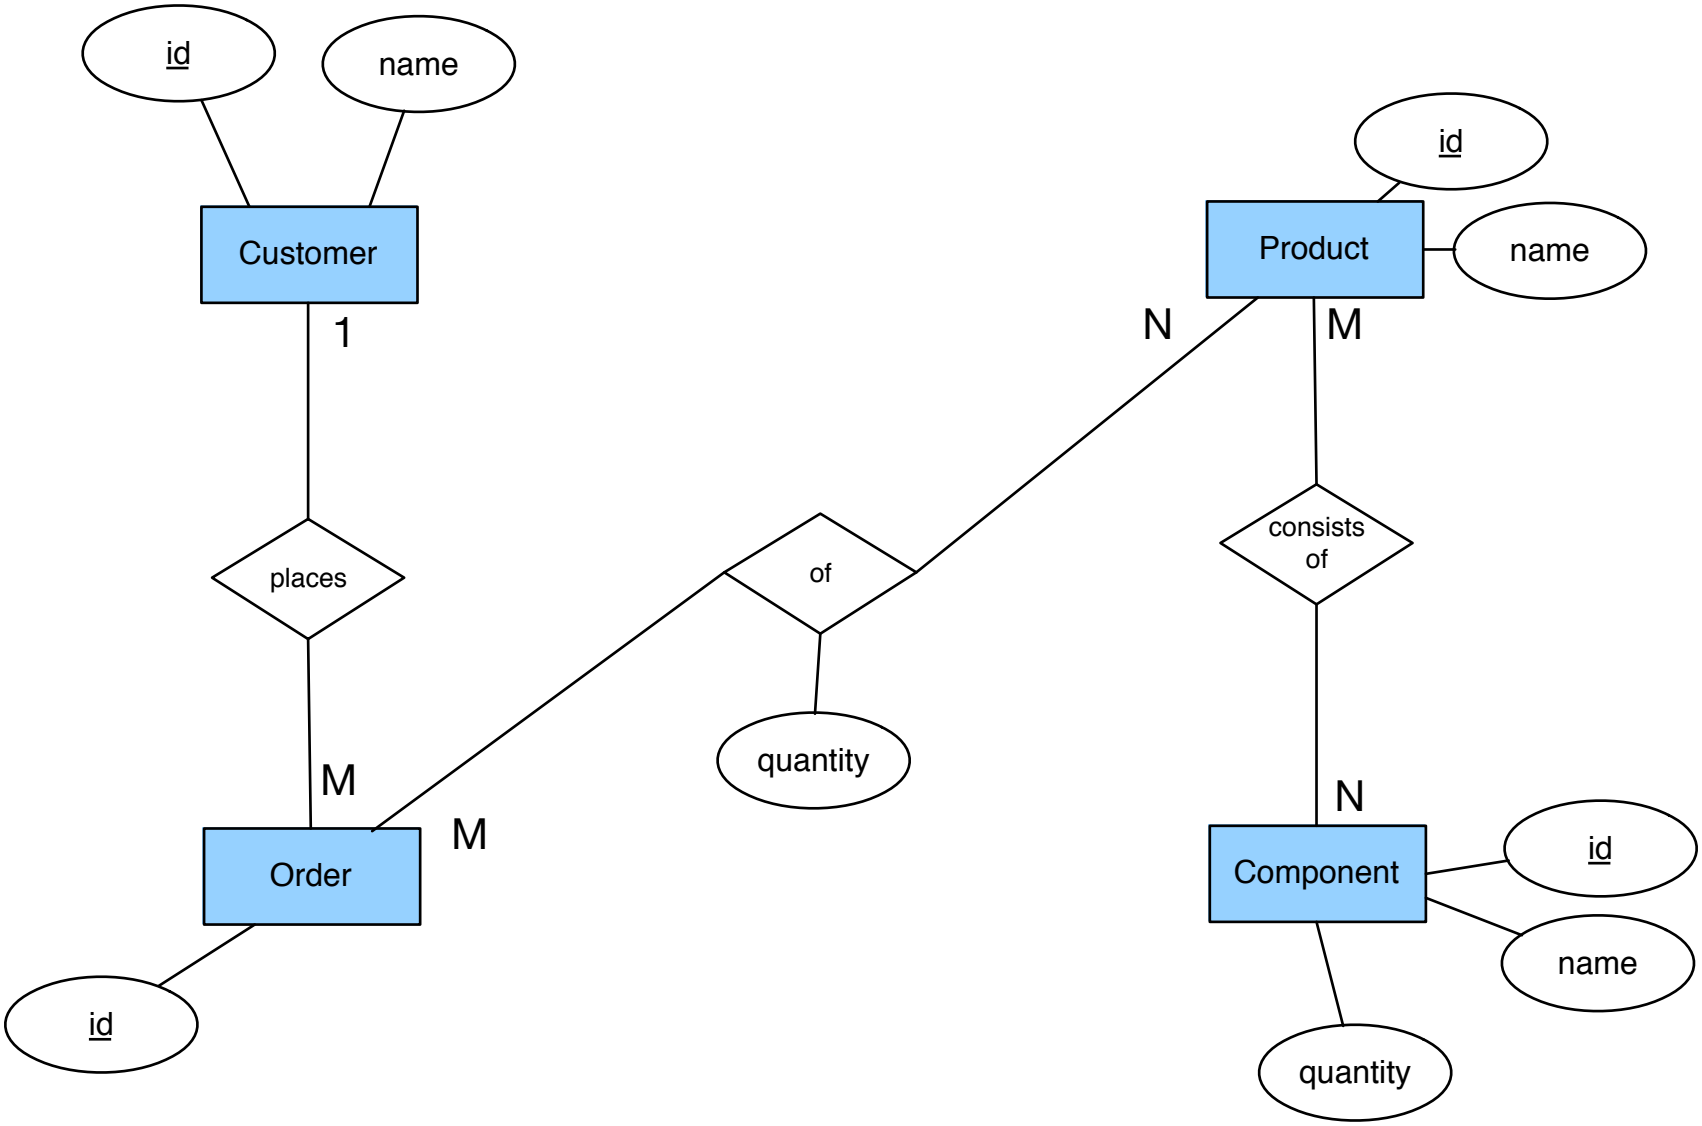 id
name
Customer
1
places
M
Order
id
M
of
quantity
N
Product
id
name
M
consists
of
N
Component
id
name
quantity